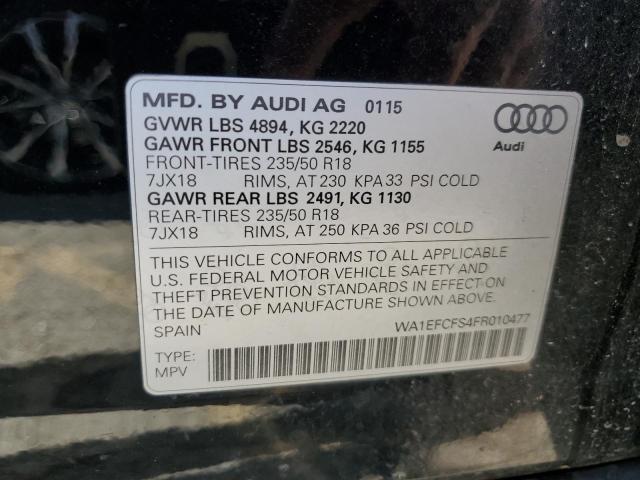 MFD. BY AUDI AG 0115
GVWR LBS 4894, KG 2220
GAWR FRONT LBS 2546, KG 1155
FRONT-TIRES 235/50 R18
7JX18 RIMS, AT 230 KPA 33 PSI COLD
GAWR REAR LBS 2491, KG 1130
REAR-TIRES 235/50 R18
7JX18 RIMS, AT 250 KPA 36 PSI COLD
Audi
THIS VEHICLE CONFORMS TO ALL APPLICABLE
U.S. FEDERAL MOTOR VEHICLE SAFETY AND
THEFT PREVENTION STANDARDS IN EFFECT ON
THE DATE OF MANUFACTURE SHOWN ABOVE.
SPAIN WA1EFCFS4FR010477
TYPE:
MPV